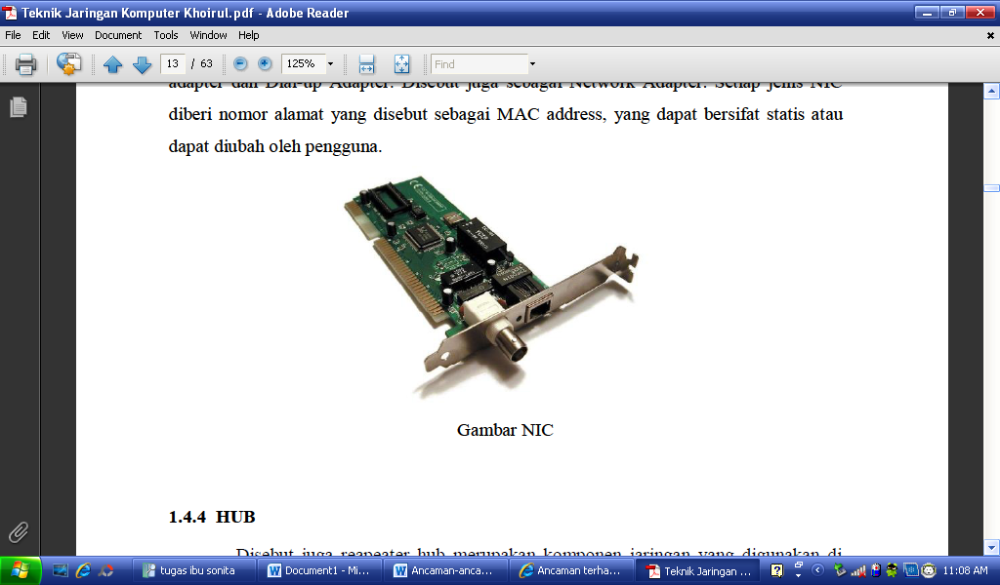 Teknik Jaringan Komputer Khoirul.pdf - Adobe Reader
File Edit View Document Tools Window Help
13 / 63 125% Find
adapter dan Dial-up Adapter. Disebut juga sebagai Network Adapter. Setiap jenis NIC
diberi nomor alamat yang disebut sebagai MAC address, yang dapat bersifat statis atau
dapat diubah oleh pengguna.
Gambar NIC
1.4.4 HUB
Disebut juga reapeater hub merupakan komponen jaringan yang digunakan di
start tugas ibu sonita Document1 - Mi... Ancaman-anca... Ancaman terha... Teknik Jaringan ... 11:08 AM